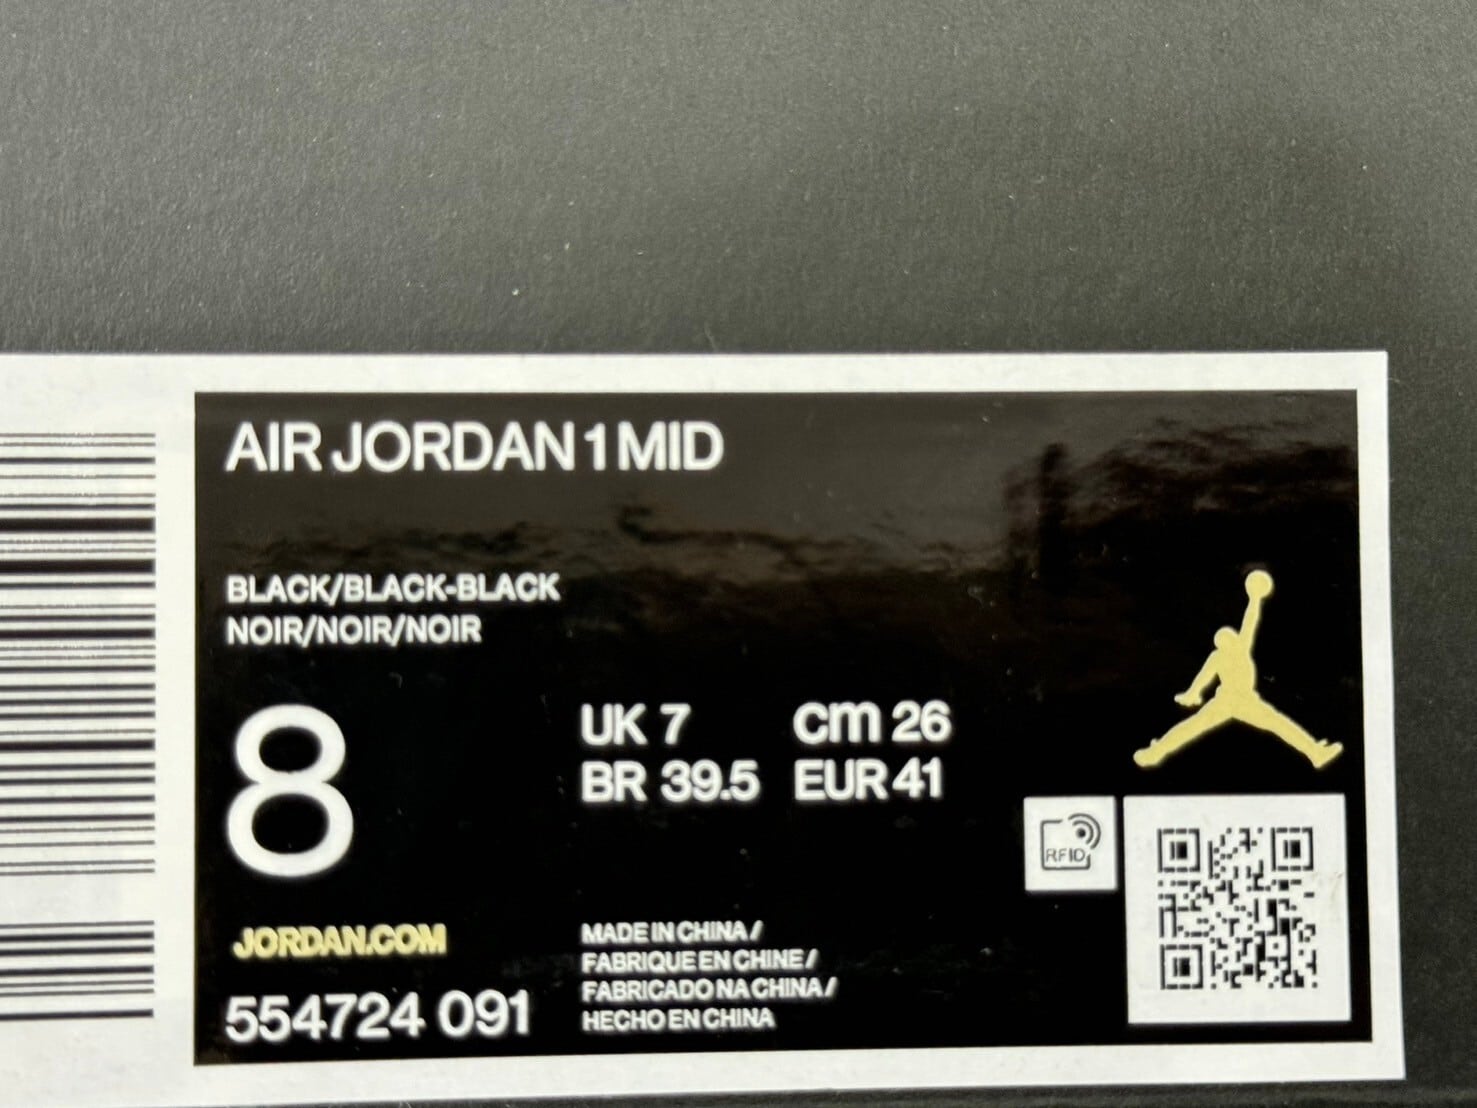 AIR JORDAN 1 MID
BLACK/BLACK-BLACK
NOIR/NOIR/NOIR
8
UK 7 cm 26
BR 39.5 EUR 41
RFID
JORDAN.COM
554724 091
MADE IN CHINA /
FABRIQUE EN CHINE /
FABRICADO NA CHINA /
HECHO EN CHINA